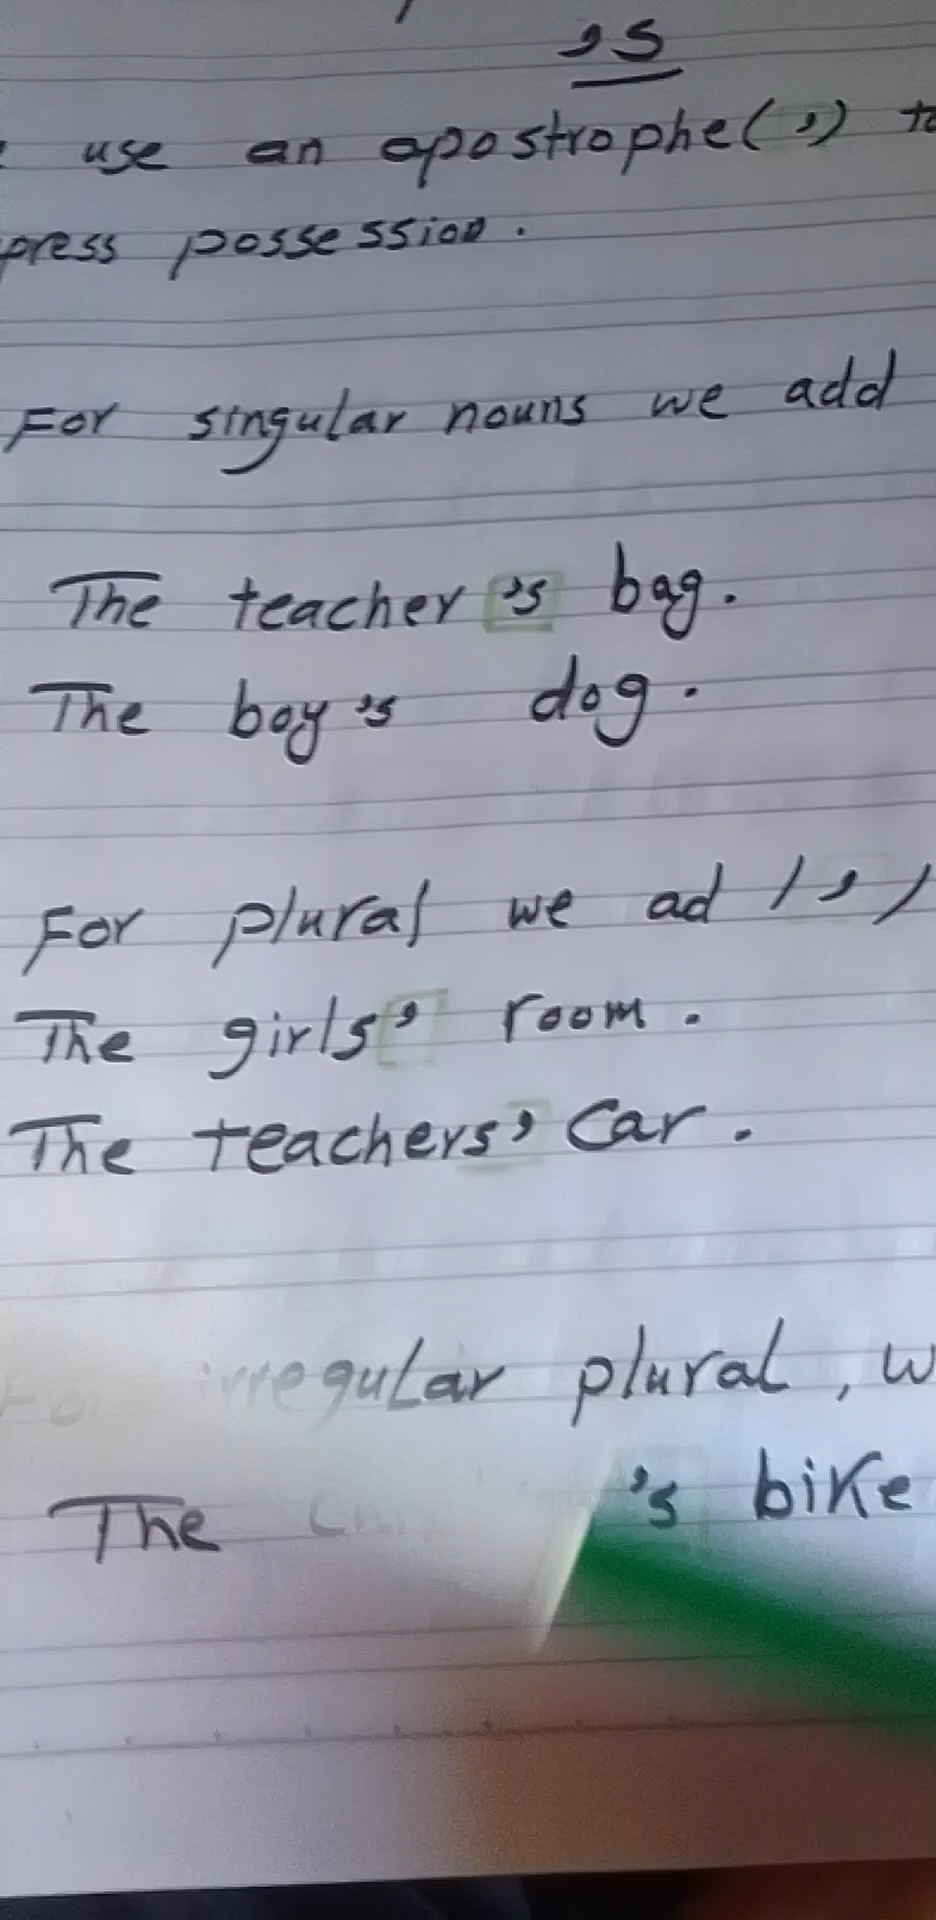 's
use an apostrophe(') to
press possession.
For singular nouns we add
The teacher's bag.
The boy's dog.
For plural we ad / ' /
The girls' room.
The teachers' car.
irregular plural, w
The 's bike